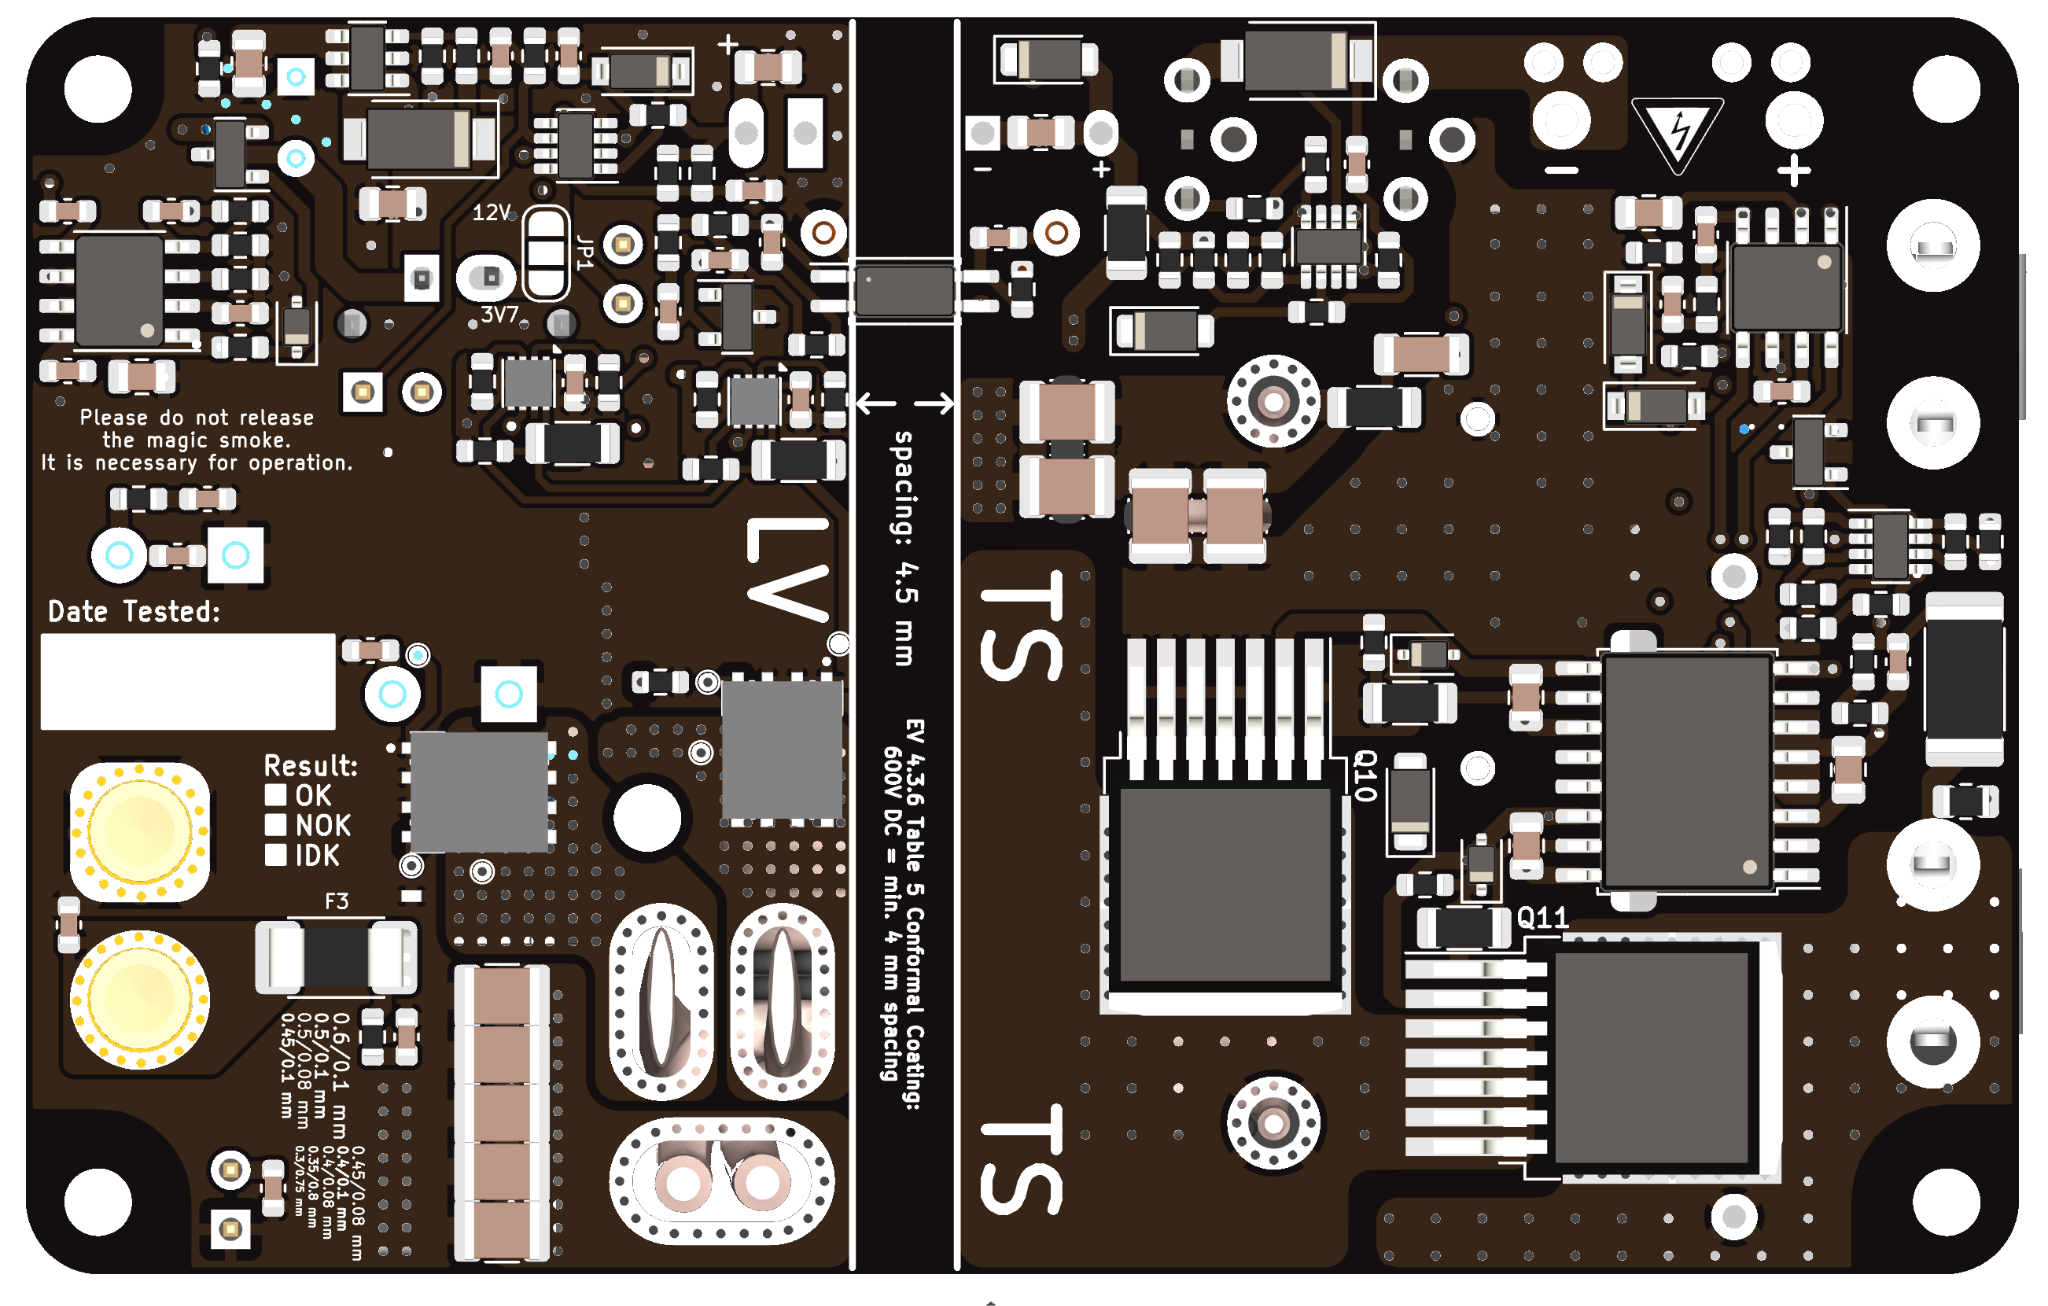 +
12V
JP1
3V7
-
+
-
+
Please do not release
the magic smoke.
It is necessary for operation.
LV
spacing: 4.5 mm
TS
Date Tested:
Result:
OK
NOK
IDK
EV 4.3.6 Table 5 Conformal Coating:
600V DC = min. 4 mm spacing
Q10
F3
Q11
0.6/0.1 mm
0.5/0.1 mm
0.5/0.08 mm
0.45/0.1 mm
0.45/0.08 mm
0.4/0.1 mm
0.4/0.08 mm
0.35/0.8 mm
0.3/0.75 mm
TS